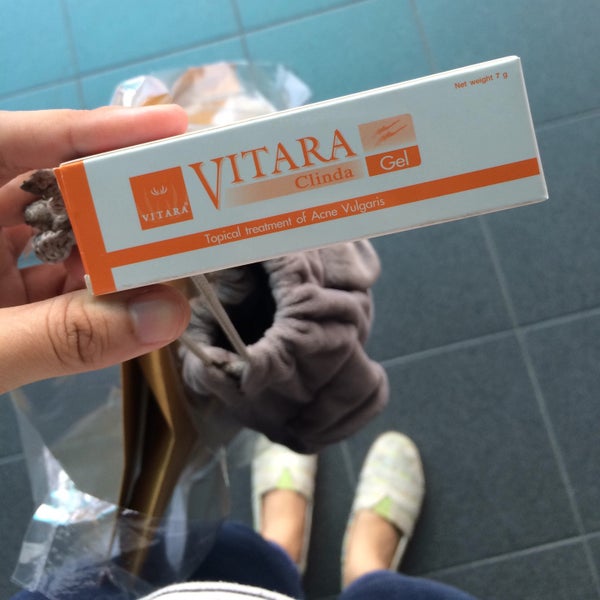 Net weight 7 g
VITARA
Clinda
Gel
VITARA®
Topical treatment of Acne Vulgaris